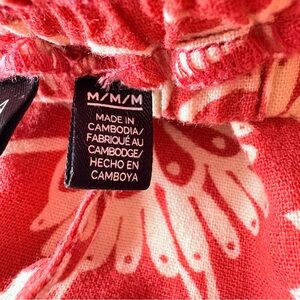 M/M/M
MADE IN
CAMBODIA/
FABRIQUÉ AU
CAMBODGE/
HECHO EN
CAMBOYA